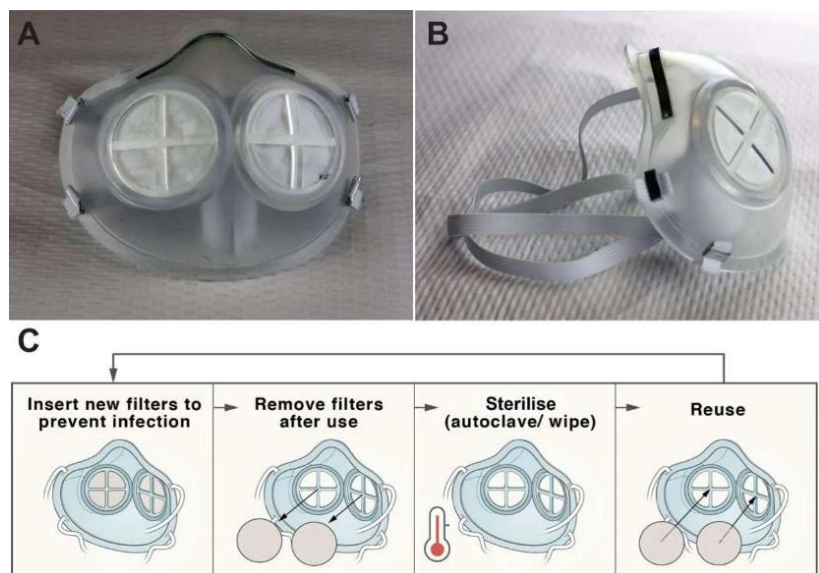 A
B
C
Insert new filters to
prevent infection
Remove filters
after use
Sterilise
(autoclave/ wipe)
Reuse